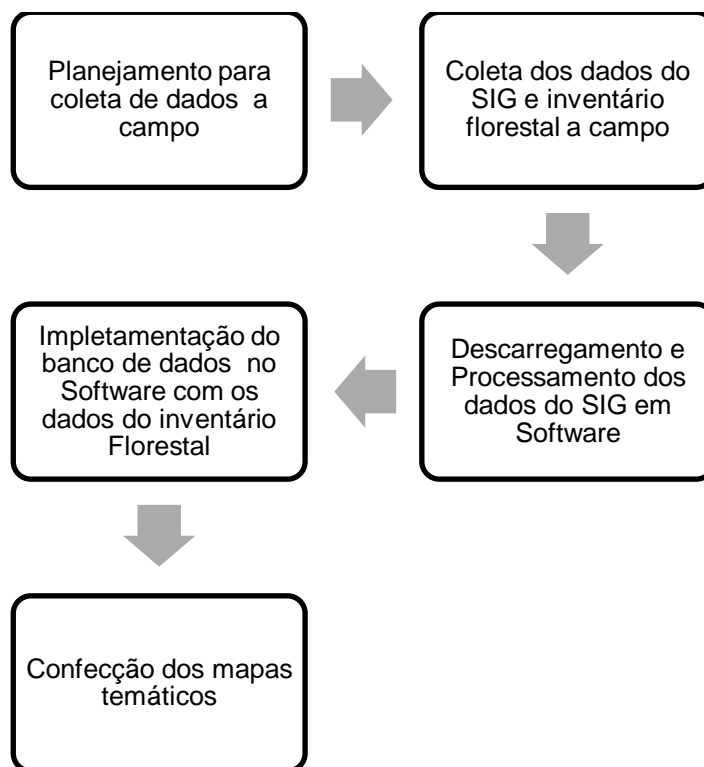 Planejamento para
coleta de dados a
campo
Coleta dos dados do
SIG e inventário
florestal a campo
Descarregamento e
Processamento dos
dados do SIG em
Software
Impletamentação do
banco de dados no
Software com os
dados do inventário
Florestal
Confecção dos mapas
temáticos